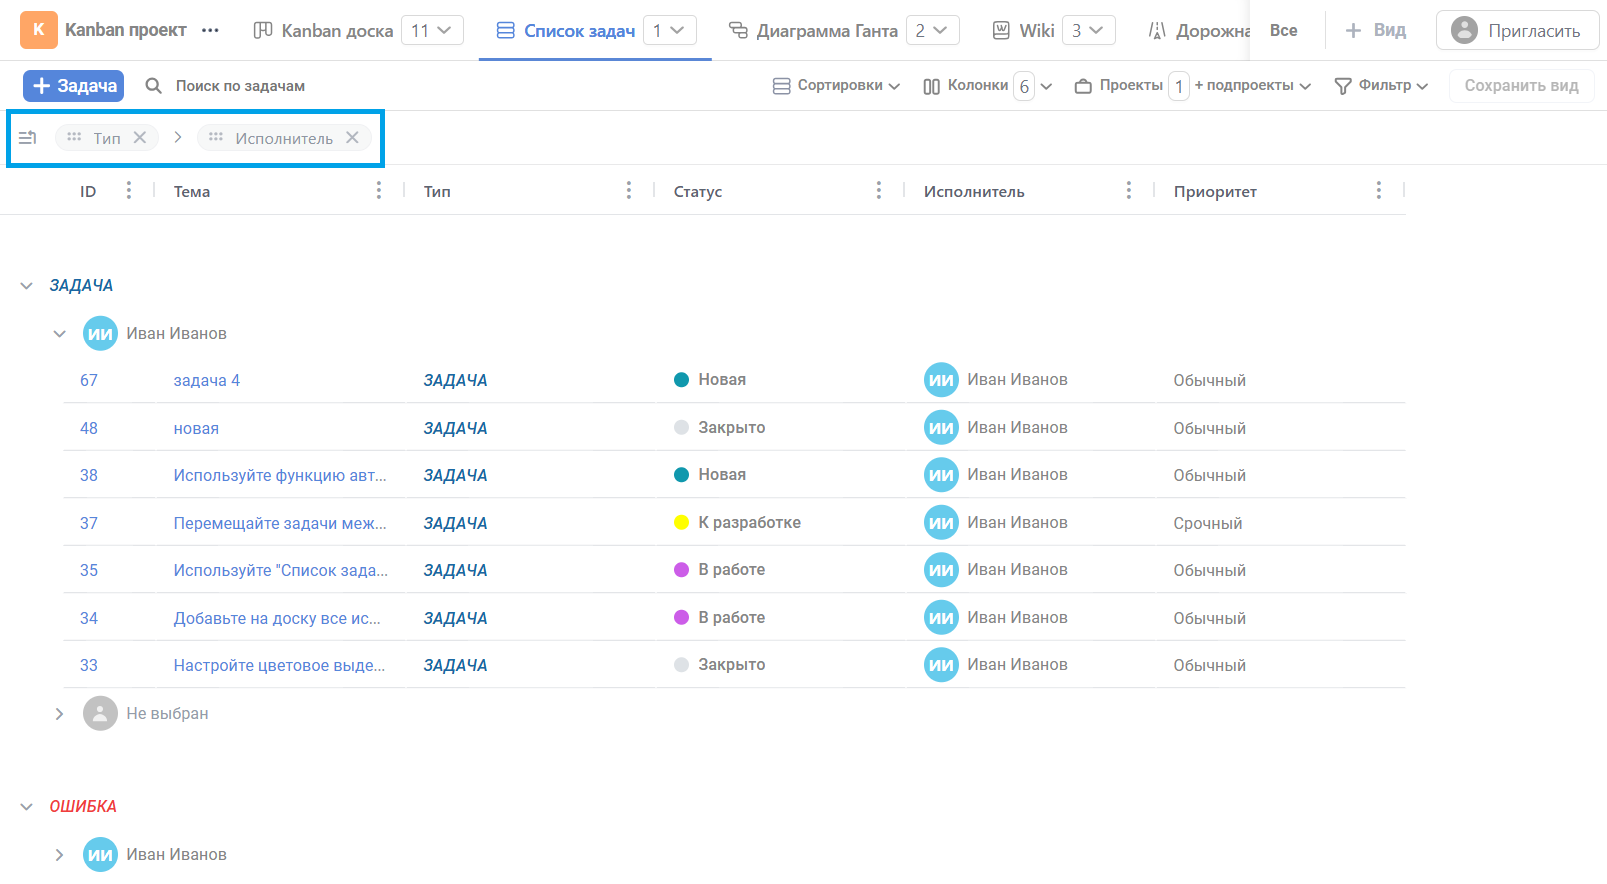 К Kanban проект ... Kanban доска 11 Список задач 1 Диаграмма Ганта 2 Wiki 3 Дорожна Все + Вид Пригласить
+ Задача Поиск по задачам Сортировки Колонки 6 Проекты 1 + подпроекты Фильтр Сохранить вид
Тип Исполнитель
ID Тема Тип Статус Исполнитель Приоритет
ЗАДАЧА
ИИ Иван Иванов
67 задача 4 ЗАДАЧА Новая ИИ Иван Иванов Обычный
48 новая ЗАДАЧА Закрыто ИИ Иван Иванов Обычный
38 Используйте функцию авт... ЗАДАЧА Новая ИИ Иван Иванов Обычный
37 Перемещайте задачи меж... ЗАДАЧА К разработке ИИ Иван Иванов Срочный
35 Используйте "Список зада... ЗАДАЧА В работе ИИ Иван Иванов Обычный
34 Добавьте на доску все ис... ЗАДАЧА В работе ИИ Иван Иванов Обычный
33 Настройте цветовое выде... ЗАДАЧА Закрыто ИИ Иван Иванов Обычный
Не выбран
ОШИБКА
ИИ Иван Иванов